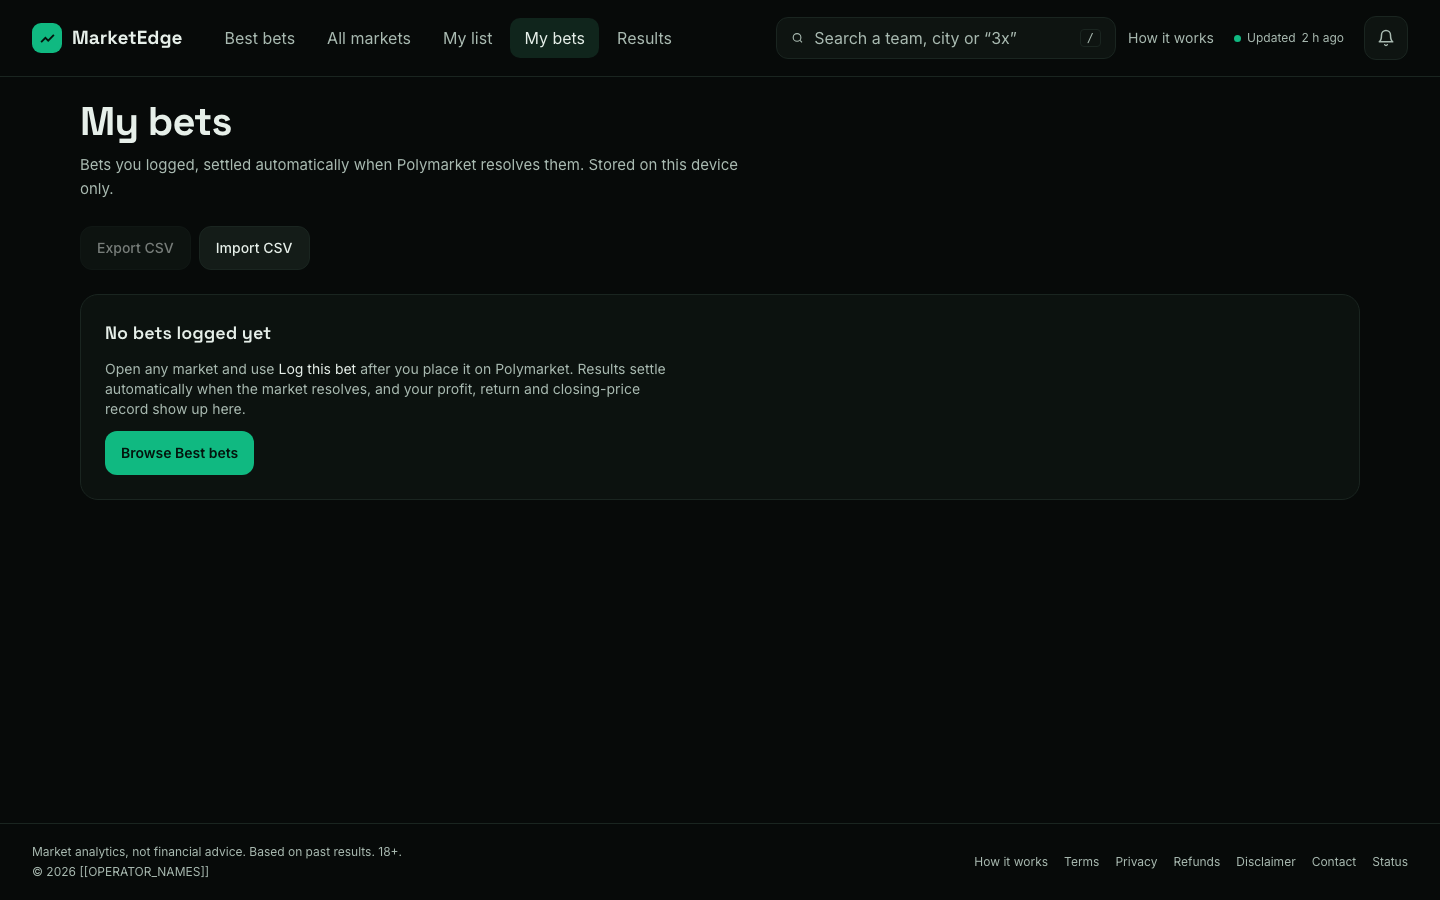 MarketEdge
Best bets
All markets
My list
My bets
Results
Search a team, city or “3x”
/
How it works
Updated 2 h ago
My bets
Bets you logged, settled automatically when Polymarket resolves them. Stored on this device
only.
Export CSV
Import CSV
No bets logged yet
Open any market and use Log this bet after you place it on Polymarket. Results settle
automatically when the market resolves, and your profit, return and closing-price
record show up here.
Browse Best bets
Market analytics, not financial advice. Based on past results. 18+.
© 2026 [[OPERATOR_NAMES]]
How it works
Terms
Privacy
Refunds
Disclaimer
Contact
Status